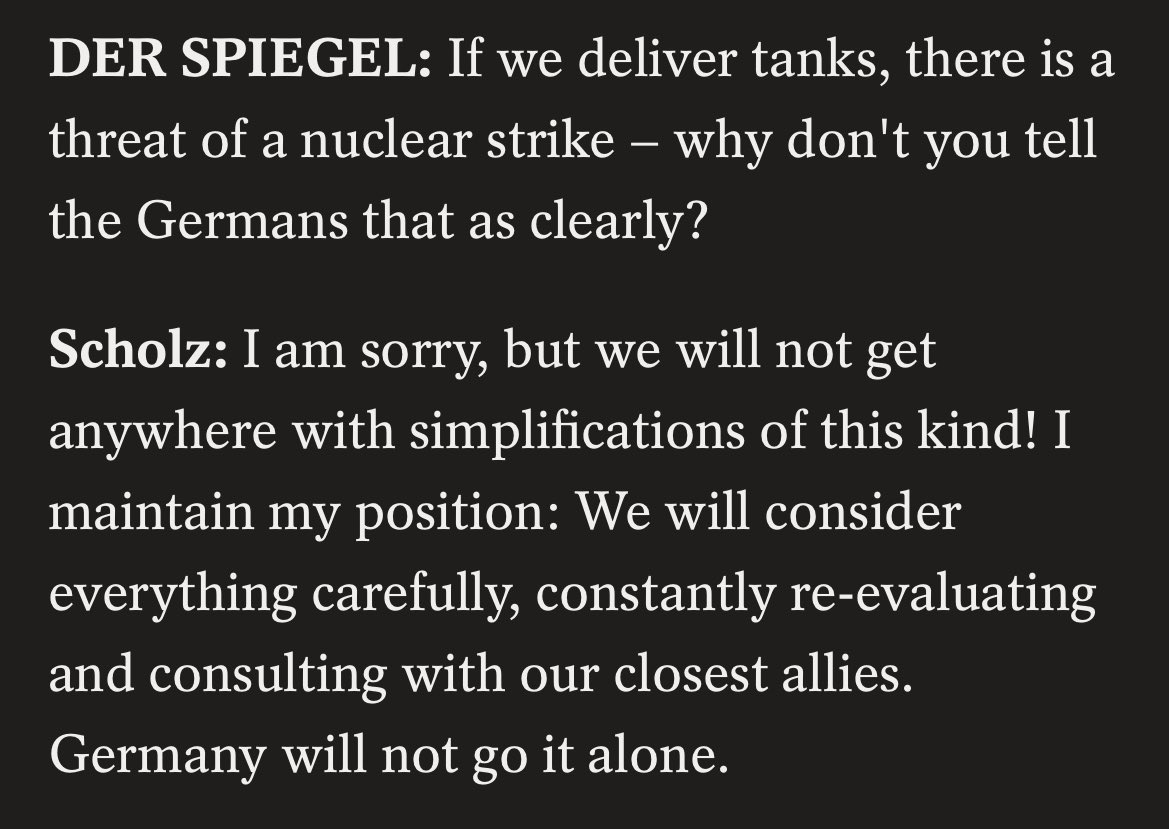 DER SPIEGEL: If we deliver tanks, there is a
threat of a nuclear strike – why don't you tell
the Germans that as clearly?
Scholz: I am sorry, but we will not get
anywhere with simplifications of this kind! I
maintain my position: We will consider
everything carefully, constantly re-evaluating
and consulting with our closest allies.
Germany will not go it alone.